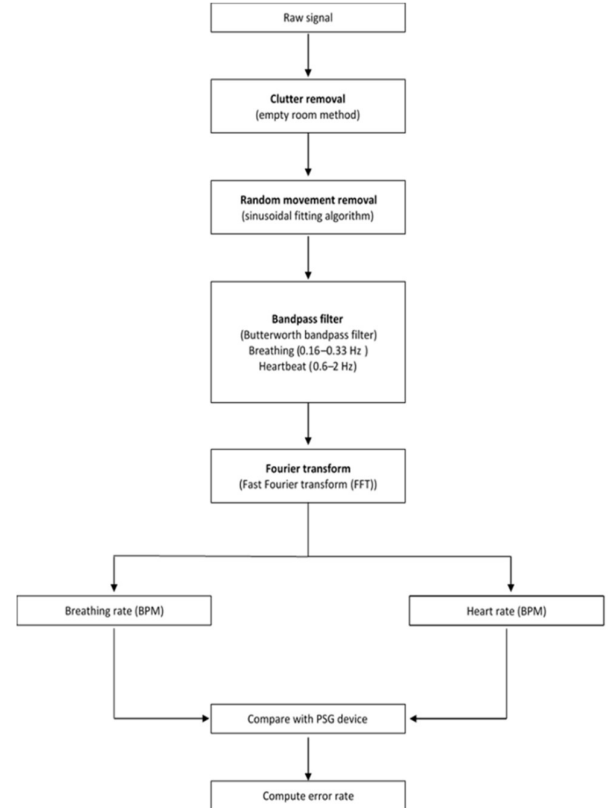 Raw signal
Clutter removal
(empty room method)
Random movement removal
(sinusoidal fitting algorithm)
Bandpass filter
(Butterworth bandpass filter)
Breathing (0.16–0.33 Hz )
Heartbeat (0.6–2 Hz)
Fourier transform
(Fast Fourier transform (FFT))
Breathing rate (BPM)
Heart rate (BPM)
Compare with PSG device
Compute error rate